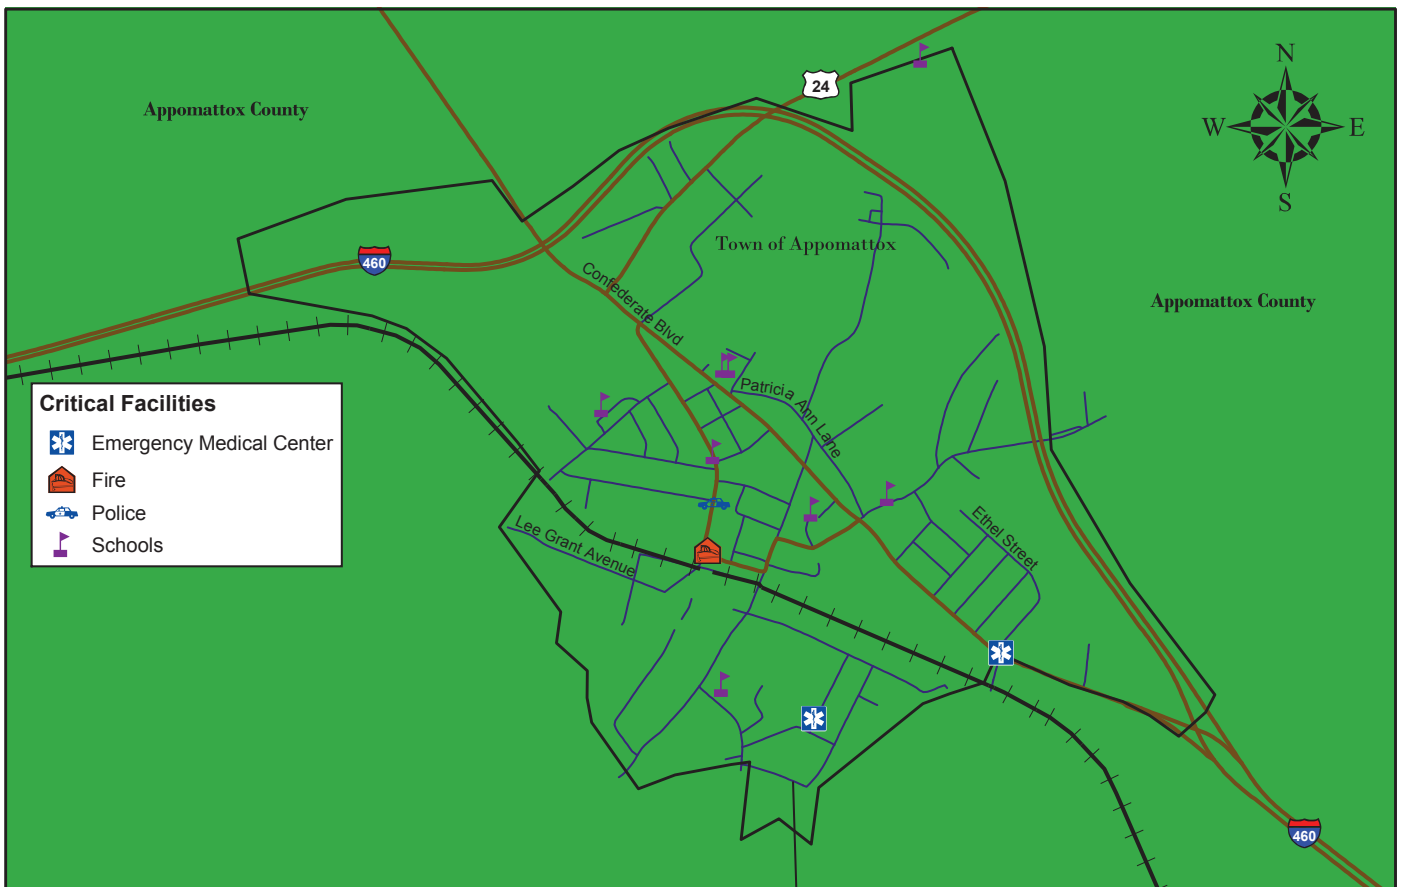 N
24
Appomattox County
W
E
S
Town of Appomattox
460
Confederate Blvd
Appomattox County
Patricia Ann Lane
Critical Facilities
Emergency Medical Center
Fire
Police
Schools
Lee Grant Avenue
Ethel Street
460